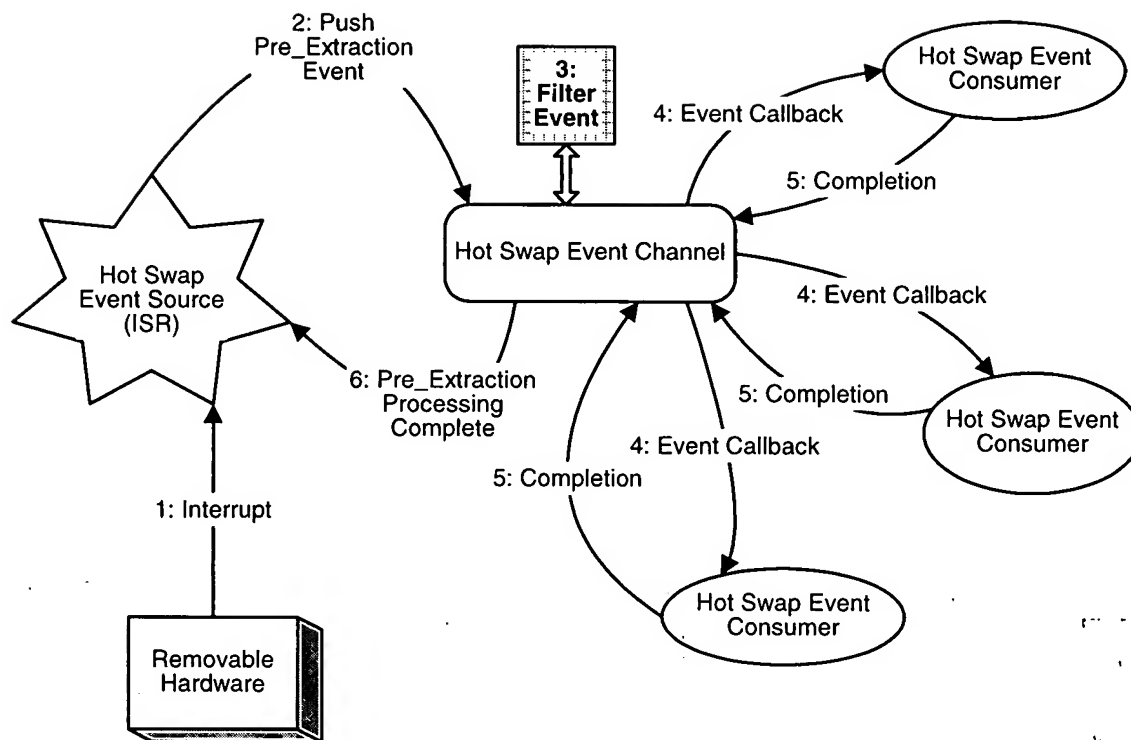 2: Push
Pre_Extraction
Event
3:
Filter
Event
Hot Swap Event
Consumer
4: Event Callback
5: Completion
Hot Swap Event Channel
Hot Swap
Event Source
(ISR)
4: Event Callback
6: Pre_Extraction
Processing
Complete
5: Completion
Hot Swap Event
Consumer
4: Event Callback
5: Completion
1: Interrupt
Hot Swap Event
Consumer
Removable
Hardware